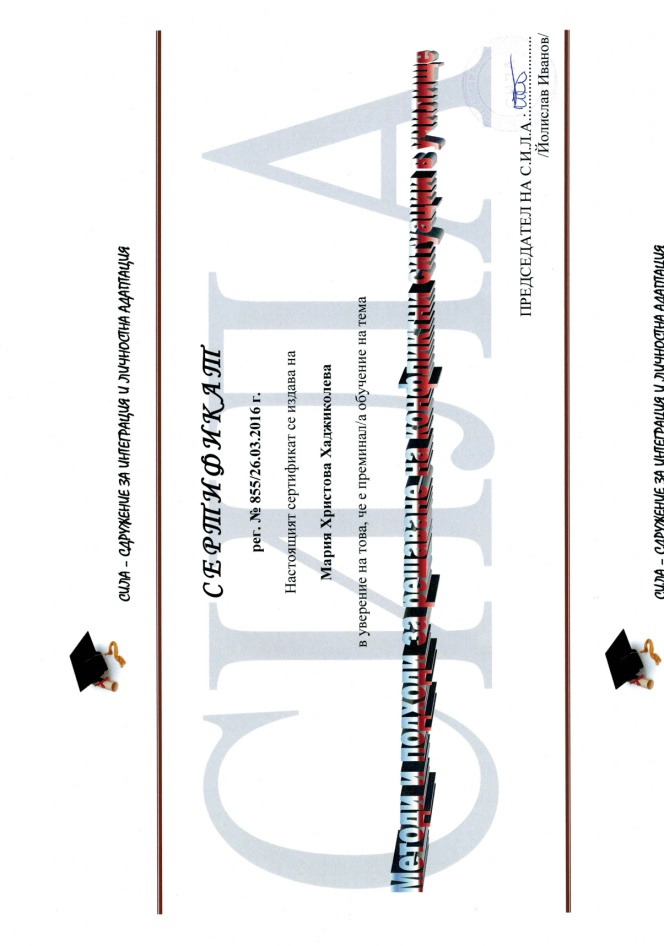 СИЛА – СДРУЖЕНИЕ ЗА ИНТЕГРАЦИЯ И ЛИЧНОСТНА АДАПТАЦИЯ
СИЛА
СЕРТИФИКАТ
рег. № 855/26.03.2016 г.
Настоящият сертификат се издава на
Мария Христова Хаджиколева
в уверение на това, че е преминал/а обучение на тема
Методи и подходи за решаване на конфликтни ситуации в училище
ПРЕДСЕДАТЕЛ НА С.И.Л.А.:........................
/Йолислав Иванов/
СИЛА – СДРУЖЕНИЕ ЗА ИНТЕГРАЦИЯ И ЛИЧНОСТНА АДАПТАЦИЯ